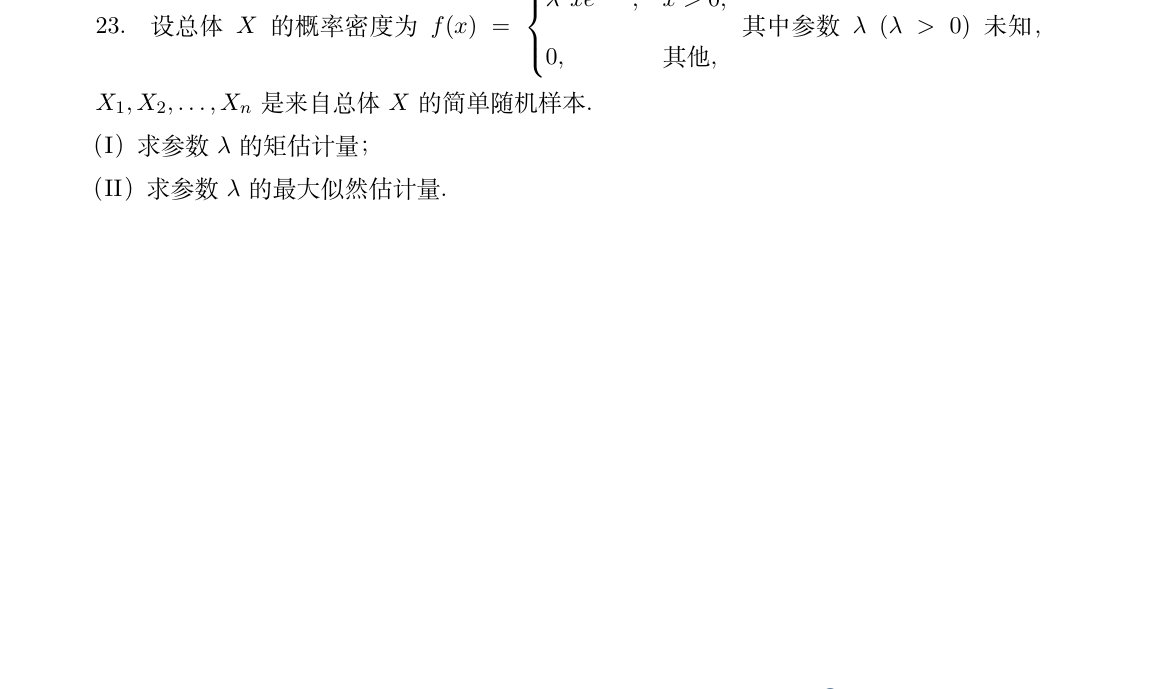 λ xe , x > 0,
23. 设总体 X 的概率密度为 f(x) = { 其中参数 λ (λ > 0) 未知,
0, 其他,
X₁, X₂, . . . , Xₙ 是来自总体 X 的简单随机样本.
(I) 求参数 λ 的矩估计量;
(II) 求参数 λ 的最大似然估计量.